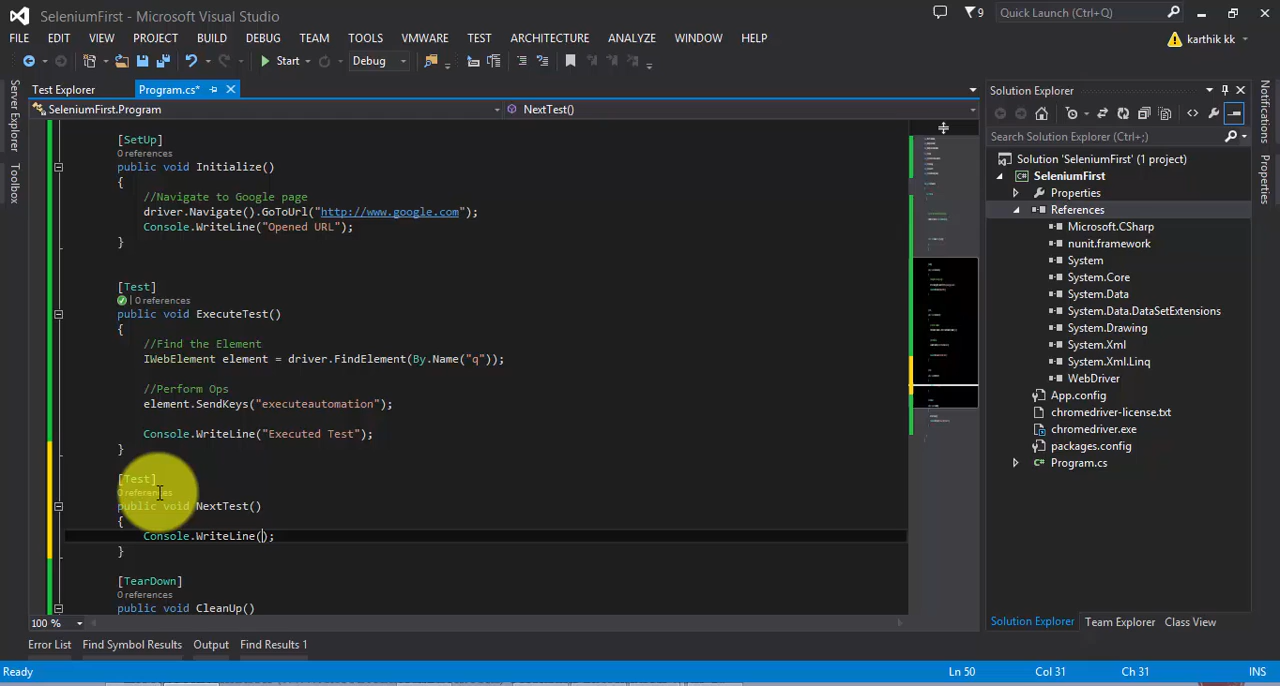 SeleniumFirst - Microsoft Visual Studio
9
Quick Launch (Ctrl+Q)
FILE EDIT VIEW PROJECT BUILD DEBUG TEAM TOOLS VMWARE TEST ARCHITECTURE ANALYZE WINDOW HELP
karthik kk
Start
Debug
Server Explorer
Toolbox
Test Explorer
Program.cs*
SeleniumFirst.Program
NextTest()
[SetUp]
0 references
public void Initialize()
{
//Navigate to Google page
driver.Navigate().GoToUrl("http://www.google.com");
Console.WriteLine("Opened URL");
}
[Test]
0 references
public void ExecuteTest()
{
//Find the Element
IWebElement element = driver.FindElement(By.Name("q"));
//Perform Ops
element.SendKeys("executeautomation");
Console.WriteLine("Executed Test");
}
[Test]
0 references
public void NextTest()
{
Console.WriteLine();
}
[TearDown]
0 references
public void CleanUp()
100 %
Solution Explorer
Search Solution Explorer (Ctrl+;)
Solution 'SeleniumFirst' (1 project)
SeleniumFirst
Properties
References
Microsoft.CSharp
nunit.framework
System
System.Core
System.Data
System.Data.DataSetExtensions
System.Drawing
System.Xml
System.Xml.Linq
WebDriver
App.config
chromedriver-license.txt
chromedriver.exe
packages.config
Program.cs
Solution Explorer Team Explorer Class View
Notifications
Properties
Error List Find Symbol Results Output Find Results 1
Ready
Ln 50
Col 31
Ch 31
INS